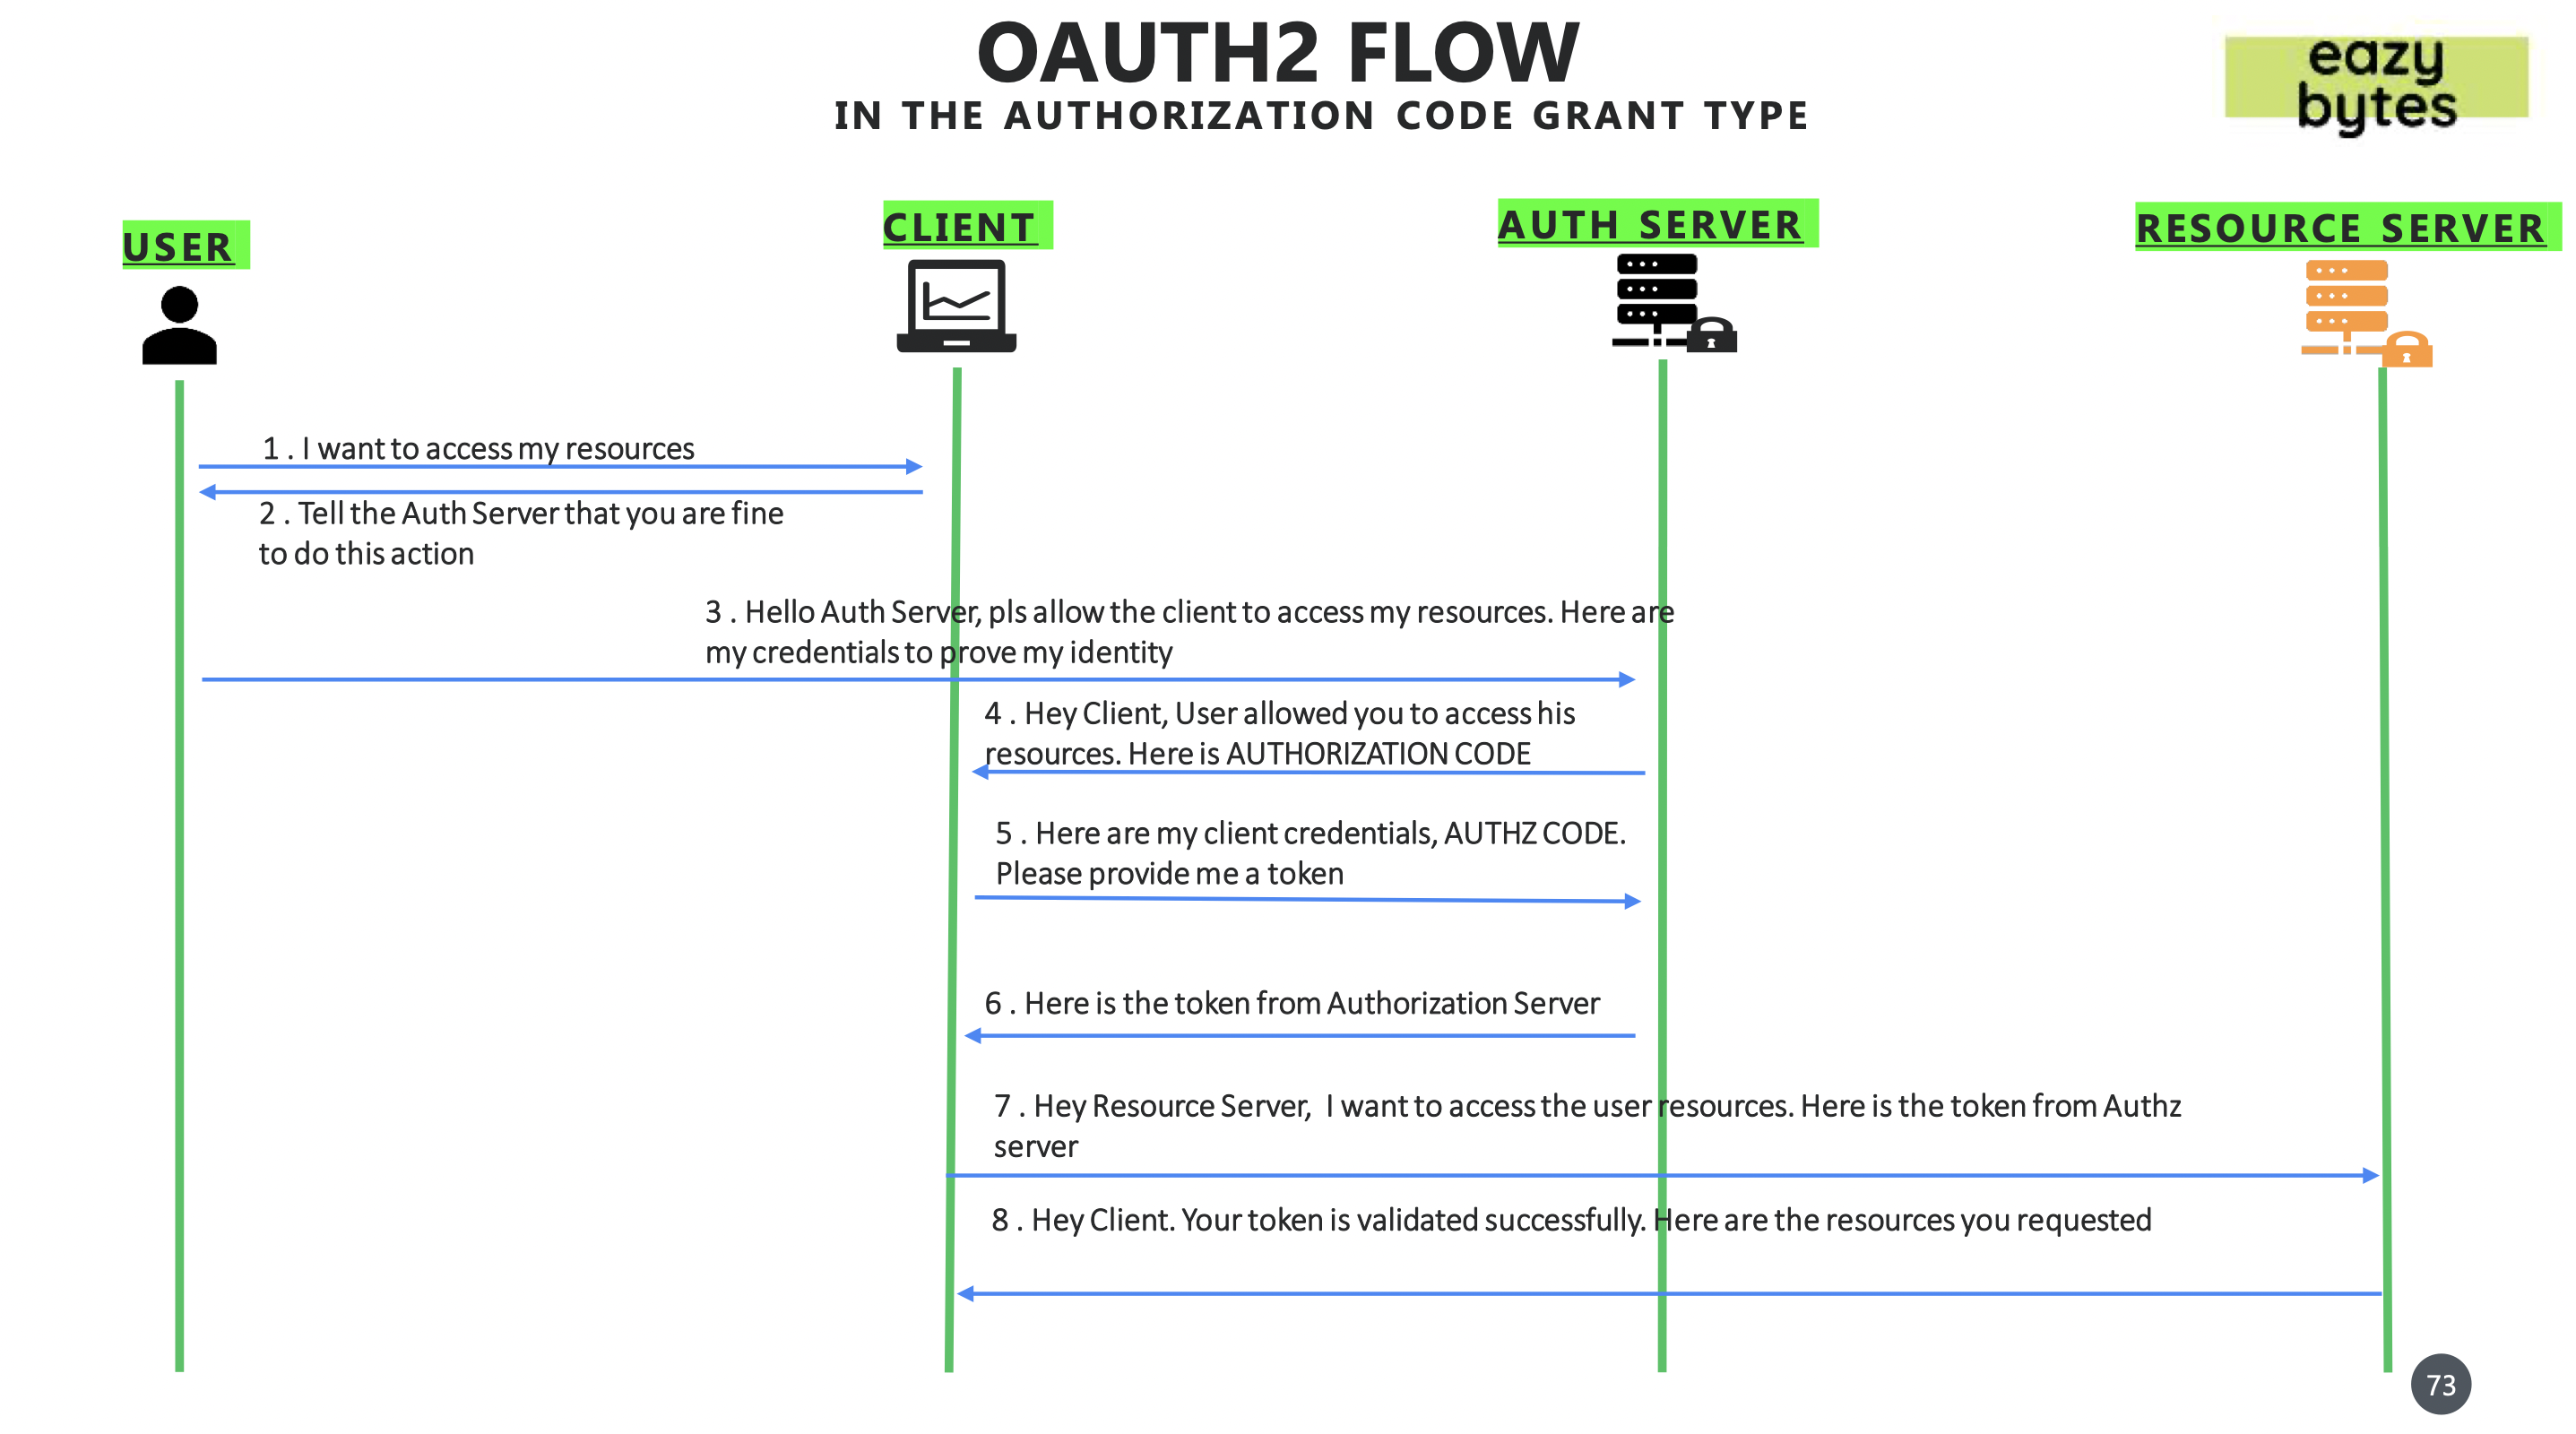 OAUTH2 FLOW
IN THE AUTHORIZATION CODE GRANT TYPE
eazy
bytes
USER
CLIENT
AUTH SERVER
RESOURCE SERVER
1 . I want to access my resources
2 . Tell the Auth Server that you are fine
to do this action
3 . Hello Auth Server, pls allow the client to access my resources. Here are
my credentials to prove my identity
4 . Hey Client, User allowed you to access his
resources. Here is AUTHORIZATION CODE
5 . Here are my client credentials, AUTHZ CODE.
Please provide me a token
6 . Here is the token from Authorization Server
7 . Hey Resource Server,  I want to access the user resources. Here is the token from Authz
server
8 . Hey Client. Your token is validated successfully. Here are the resources you requested
73